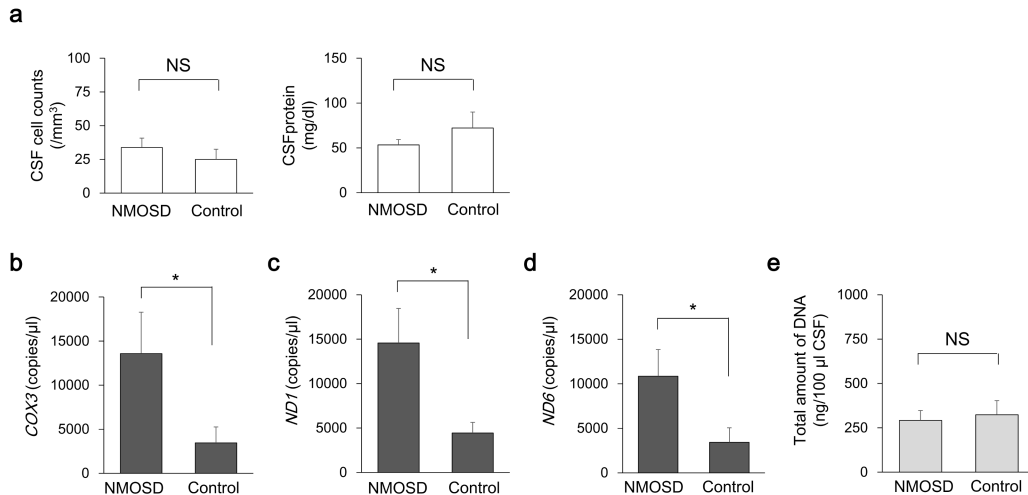 a
CSF cell counts
(/mm³)
100
75
50
25
0
NS
NMOSD
Control
CSFprotein
(mg/dl)
150
100
50
0
NS
NMOSD
Control
b
COX3 (copies/µl)
20000
15000
10000
5000
0
*
NMOSD
Control
c
ND1 (copies/µl)
20000
15000
10000
5000
0
*
NMOSD
Control
d
ND6 (copies/µl)
20000
15000
10000
5000
0
*
NMOSD
Control
e
Total amount of DNA
(ng/100 µl CSF)
1000
750
500
250
0
NS
NMOSD
Control